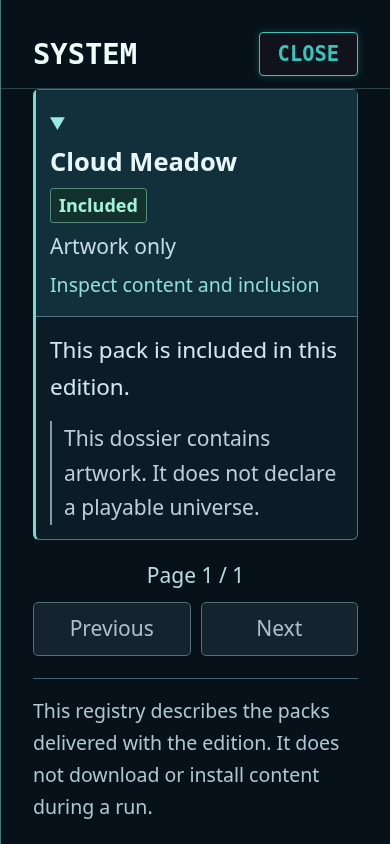 SYSTEM
CLOSE
▼
Cloud Meadow
Included
Artwork only
Inspect content and inclusion
This pack is included in this
edition.
This dossier contains
artwork. It does not declare
a playable universe.
Page 1 / 1
Previous
Next
This registry describes the packs
delivered with the edition. It does
not download or install content
during a run.